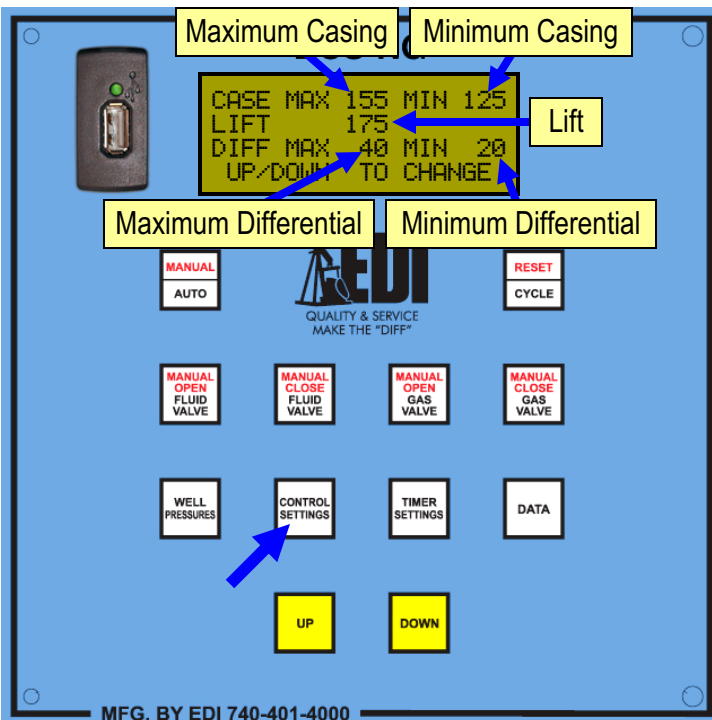 Maximum Casing
Minimum Casing
CASE MAX 155 MIN 125
LIFT 175
Lift
DIFF MAX 40 MIN 20
UP/DOWN TO CHANGE
Maximum Differential
Minimum Differential
MANUAL
AUTO
EDI
QUALITY & SERVICE
MAKE THE "DIFF"
RESET
CYCLE
MANUAL
OPEN
FLUID
VALVE
MANUAL
CLOSE
FLUID
VALVE
MANUAL
OPEN
GAS
VALVE
MANUAL
CLOSE
GAS
VALVE
WELL
PRESSURES
CONTROL
SETTINGS
TIMER
SETTINGS
DATA
UP
DOWN
MFG. BY EDI 740-401-4000